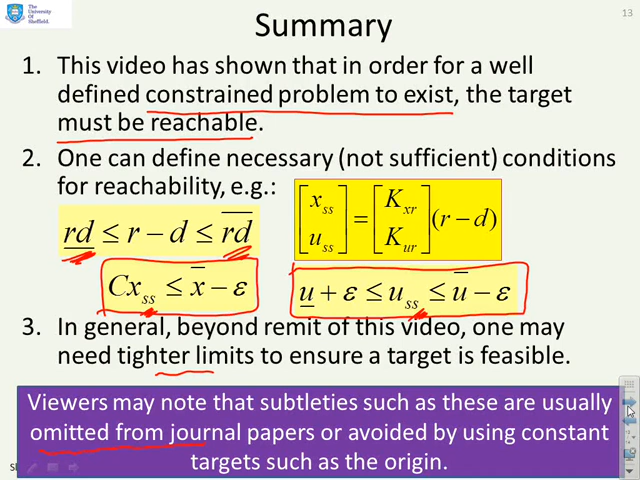 The
University
Of
Sheffield.
13
Summary
1. This video has shown that in order for a well
defined constrained problem to exist, the target
must be reachable.
2. One can define necessary (not sufficient) conditions
for reachability, e.g.:
[x_ss; u_ss] = [K_xr; K_ur](r − d)
r̲d̲ ≤ r − d ≤ r̅d̅
Cx_ss ≤ x̅ − ε
u̲ + ε ≤ u_ss ≤ u̅ − ε
3. In general, beyond remit of this video, one may
need tighter limits to ensure a target is feasible.
Viewers may note that subtleties such as these are usually
omitted from journal papers or avoided by using constant
targets such as the origin.